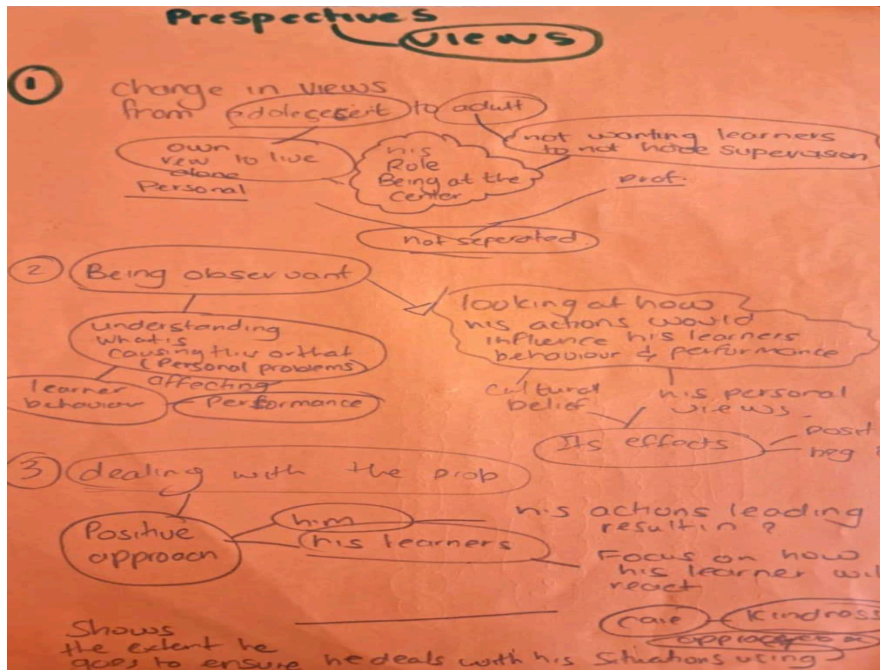 Prespectives
views
1
change in views
from adolescent to adult
own
view to live
alone
Personal
his
Role
Being at the
center
not wanting learners
to not have supervision
prof.
not seperated
2
Being observant
understanding
what is
causing this or that
(Personal problems
affecting
learner
behaviour
Performance
looking at how
his actions would
influence his learners
behaviour & performance
cultural
belief
his personal
views.
Its effects
posit
neg
3
dealing with the prob
Positive
approach
him
his learners
his actions leading
resultin ?
Focus on how
his learner wil
react
care
Kindness
approaches
Shows
the extent he
goes to ensure he deals with his situations using